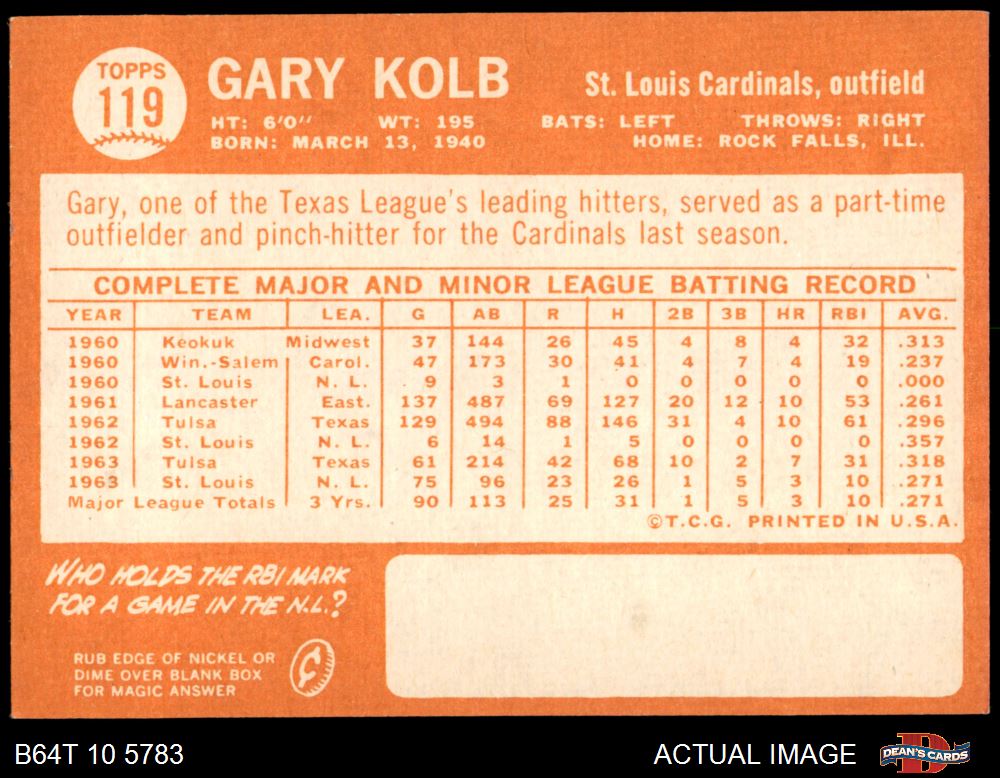 TOPPS
119
GARY KOLB
St. Louis Cardinals, outfield
HT: 6'0" WT: 195 BATS: LEFT THROWS: RIGHT
BORN: MARCH 13, 1940 HOME: ROCK FALLS, ILL.
Gary, one of the Texas League's leading hitters, served as a part-time
outfielder and pinch-hitter for the Cardinals last season.
COMPLETE MAJOR AND MINOR LEAGUE BATTING RECORD
YEAR TEAM LEA. G AB R H 2B 3B HR RBI AVG.
1960 Keokuk Midwest 37 144 26 45 4 8 4 32 .313
1960 Win.-Salem Carol. 47 173 30 41 4 7 4 19 .237
1960 St. Louis N. L. 9 3 1 0 0 0 0 0 .000
1961 Lancaster East. 137 487 69 127 20 12 10 53 .261
1962 Tulsa Texas 129 494 88 146 31 4 10 61 .296
1962 St. Louis N. L. 6 14 1 5 0 0 0 0 .357
1963 Tulsa Texas 61 214 42 68 10 2 7 31 .318
1963 St. Louis N. L. 75 96 23 26 1 5 3 10 .271
Major League Totals 3 Yrs. 90 113 25 31 1 5 3 10 .271
©T.C.G. PRINTED IN U.S.A.
WHO HOLDS THE RBI MARK
FOR A GAME IN THE N.L.?
RUB EDGE OF NICKEL OR
DIME OVER BLANK BOX
FOR MAGIC ANSWER
B64T 10 5783 ACTUAL IMAGE
DEAN'S CARDS